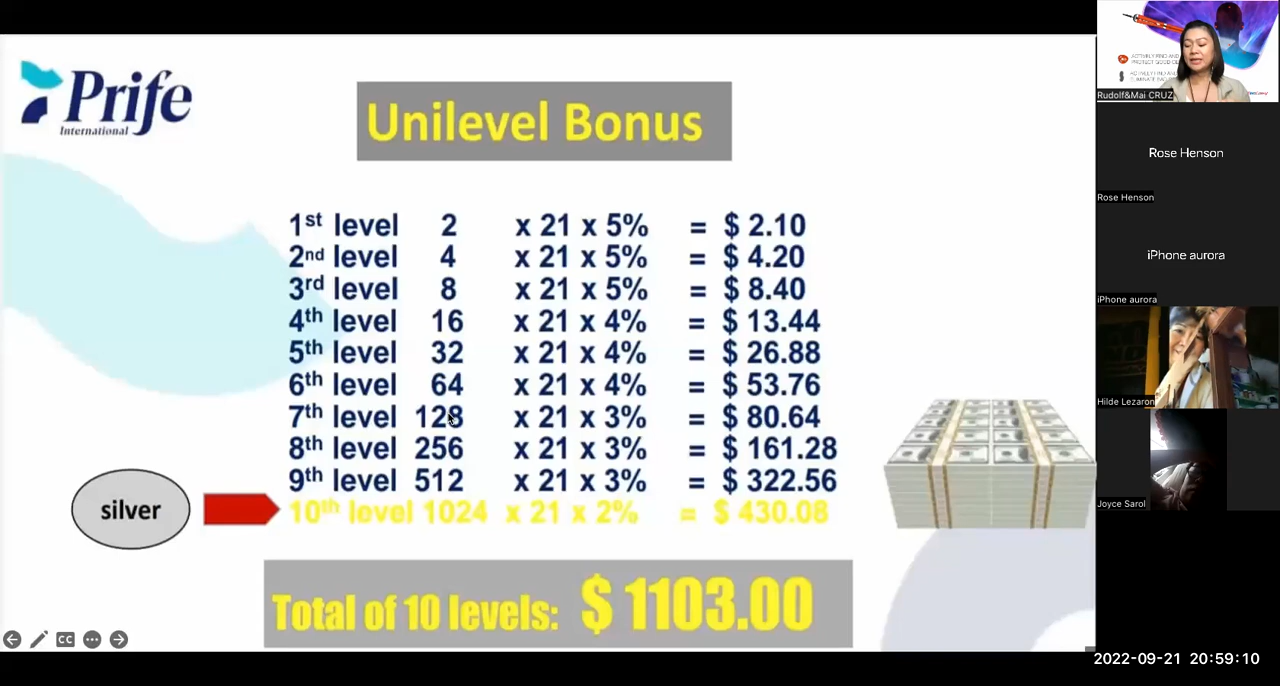 Prife
International
Unilevel Bonus
1st level 2 x 21 x 5% = $ 2.10
2nd level 4 x 21 x 5% = $ 4.20
3rd level 8 x 21 x 5% = $ 8.40
4th level 16 x 21 x 4% = $ 13.44
5th level 32 x 21 x 4% = $ 26.88
6th level 64 x 21 x 4% = $ 53.76
7th level 128 x 21 x 3% = $ 80.64
8th level 256 x 21 x 3% = $ 161.28
9th level 512 x 21 x 3% = $ 322.56
silver
10th level 1024 x 21 x 2% = $ 430.08
Total of 10 levels: $ 1103.00
CC
Rudolf&Mai CRUZ
Rose Henson
Rose Henson
iPhone aurora
iPhone aurora
Hilde Lezaron
Joyce Sarol
2022-09-21 20:59:10